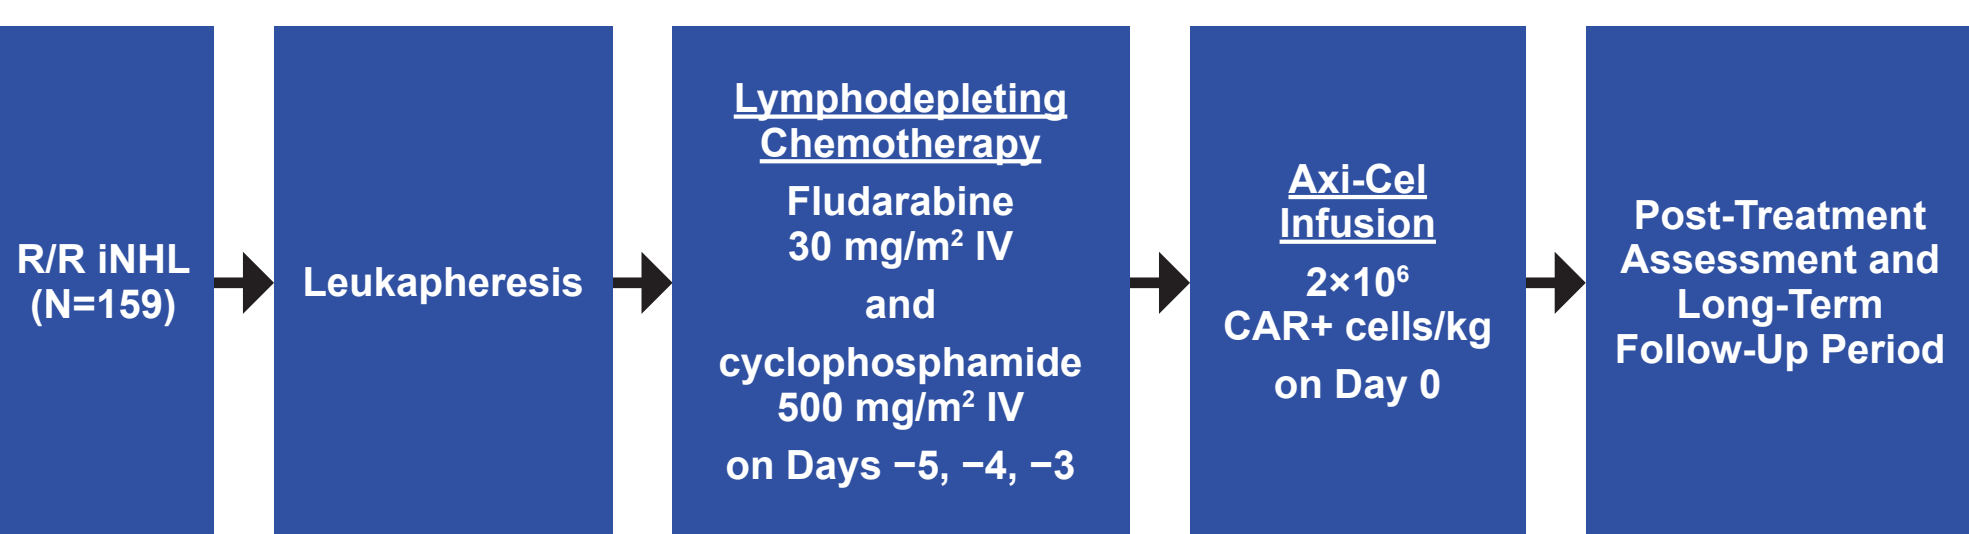 R/R iNHL
(N=159)
Leukapheresis
Lymphodepleting
Chemotherapy
Fludarabine
30 mg/m² IV
and
cyclophosphamide
500 mg/m² IV
on Days −5, −4, −3
Axi-Cel
Infusion
2×10⁶
CAR+ cells/kg
on Day 0
Post-Treatment
Assessment and
Long-Term
Follow-Up Period